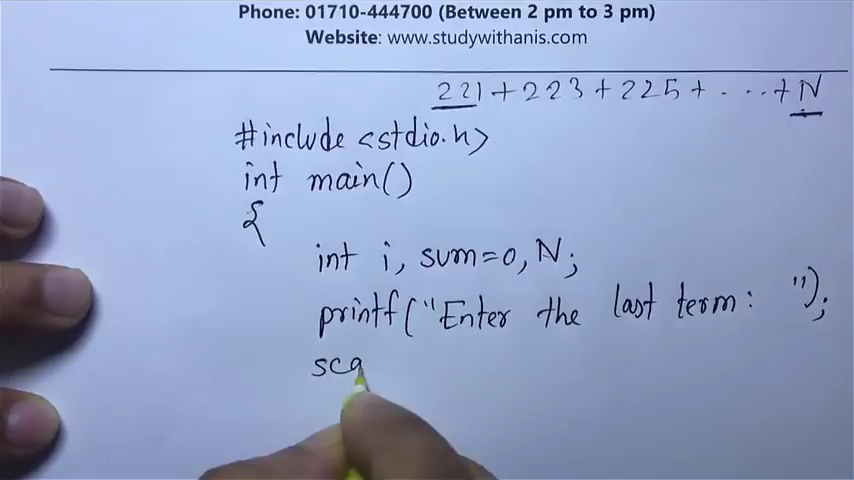 Phone: 01710-444700 (Between 2 pm to 3 pm)
Website: www.studywithanis.com
221+223+225+ . . . +N
#include <stdio.h>
int main()
{
int i, sum=0, N;
printf("Enter the last term: ");
sca